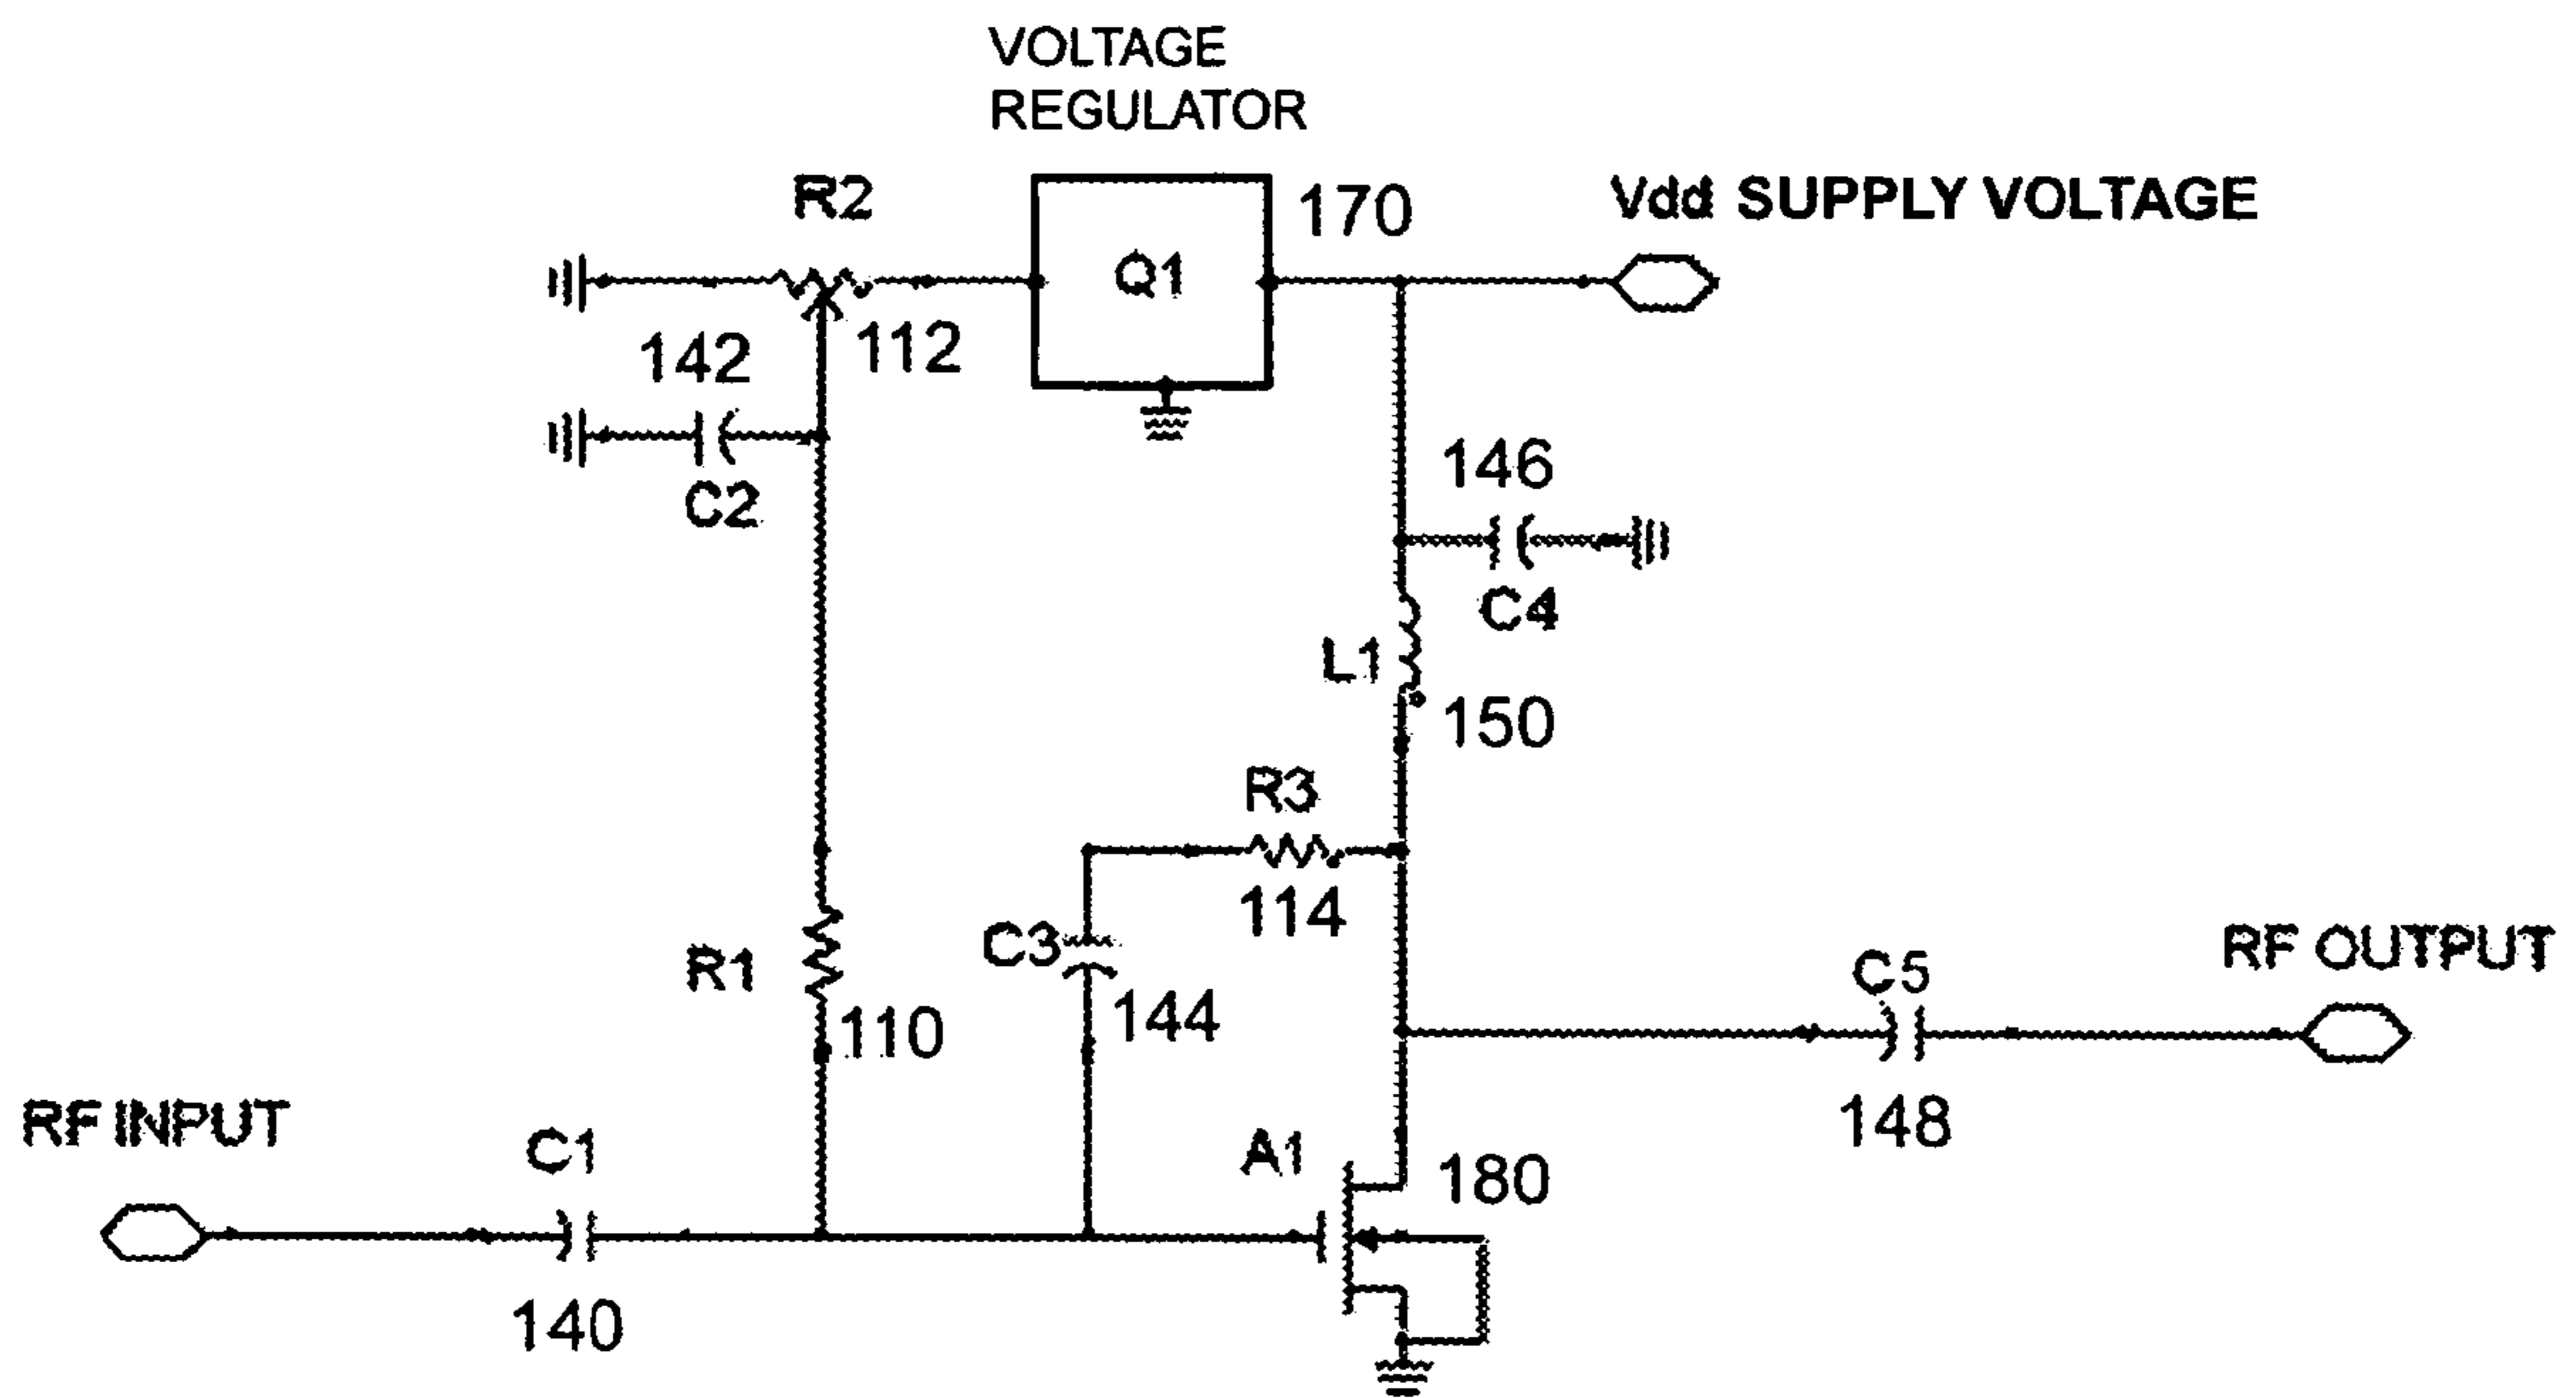 VOLTAGE
REGULATOR
R2
Q1
170
Vdd SUPPLY VOLTAGE
142
112
C2
146
C4
L1
150
R3
114
C3
144
R1
110
C5
RF OUTPUT
148
RF INPUT
C1
140
A1
180